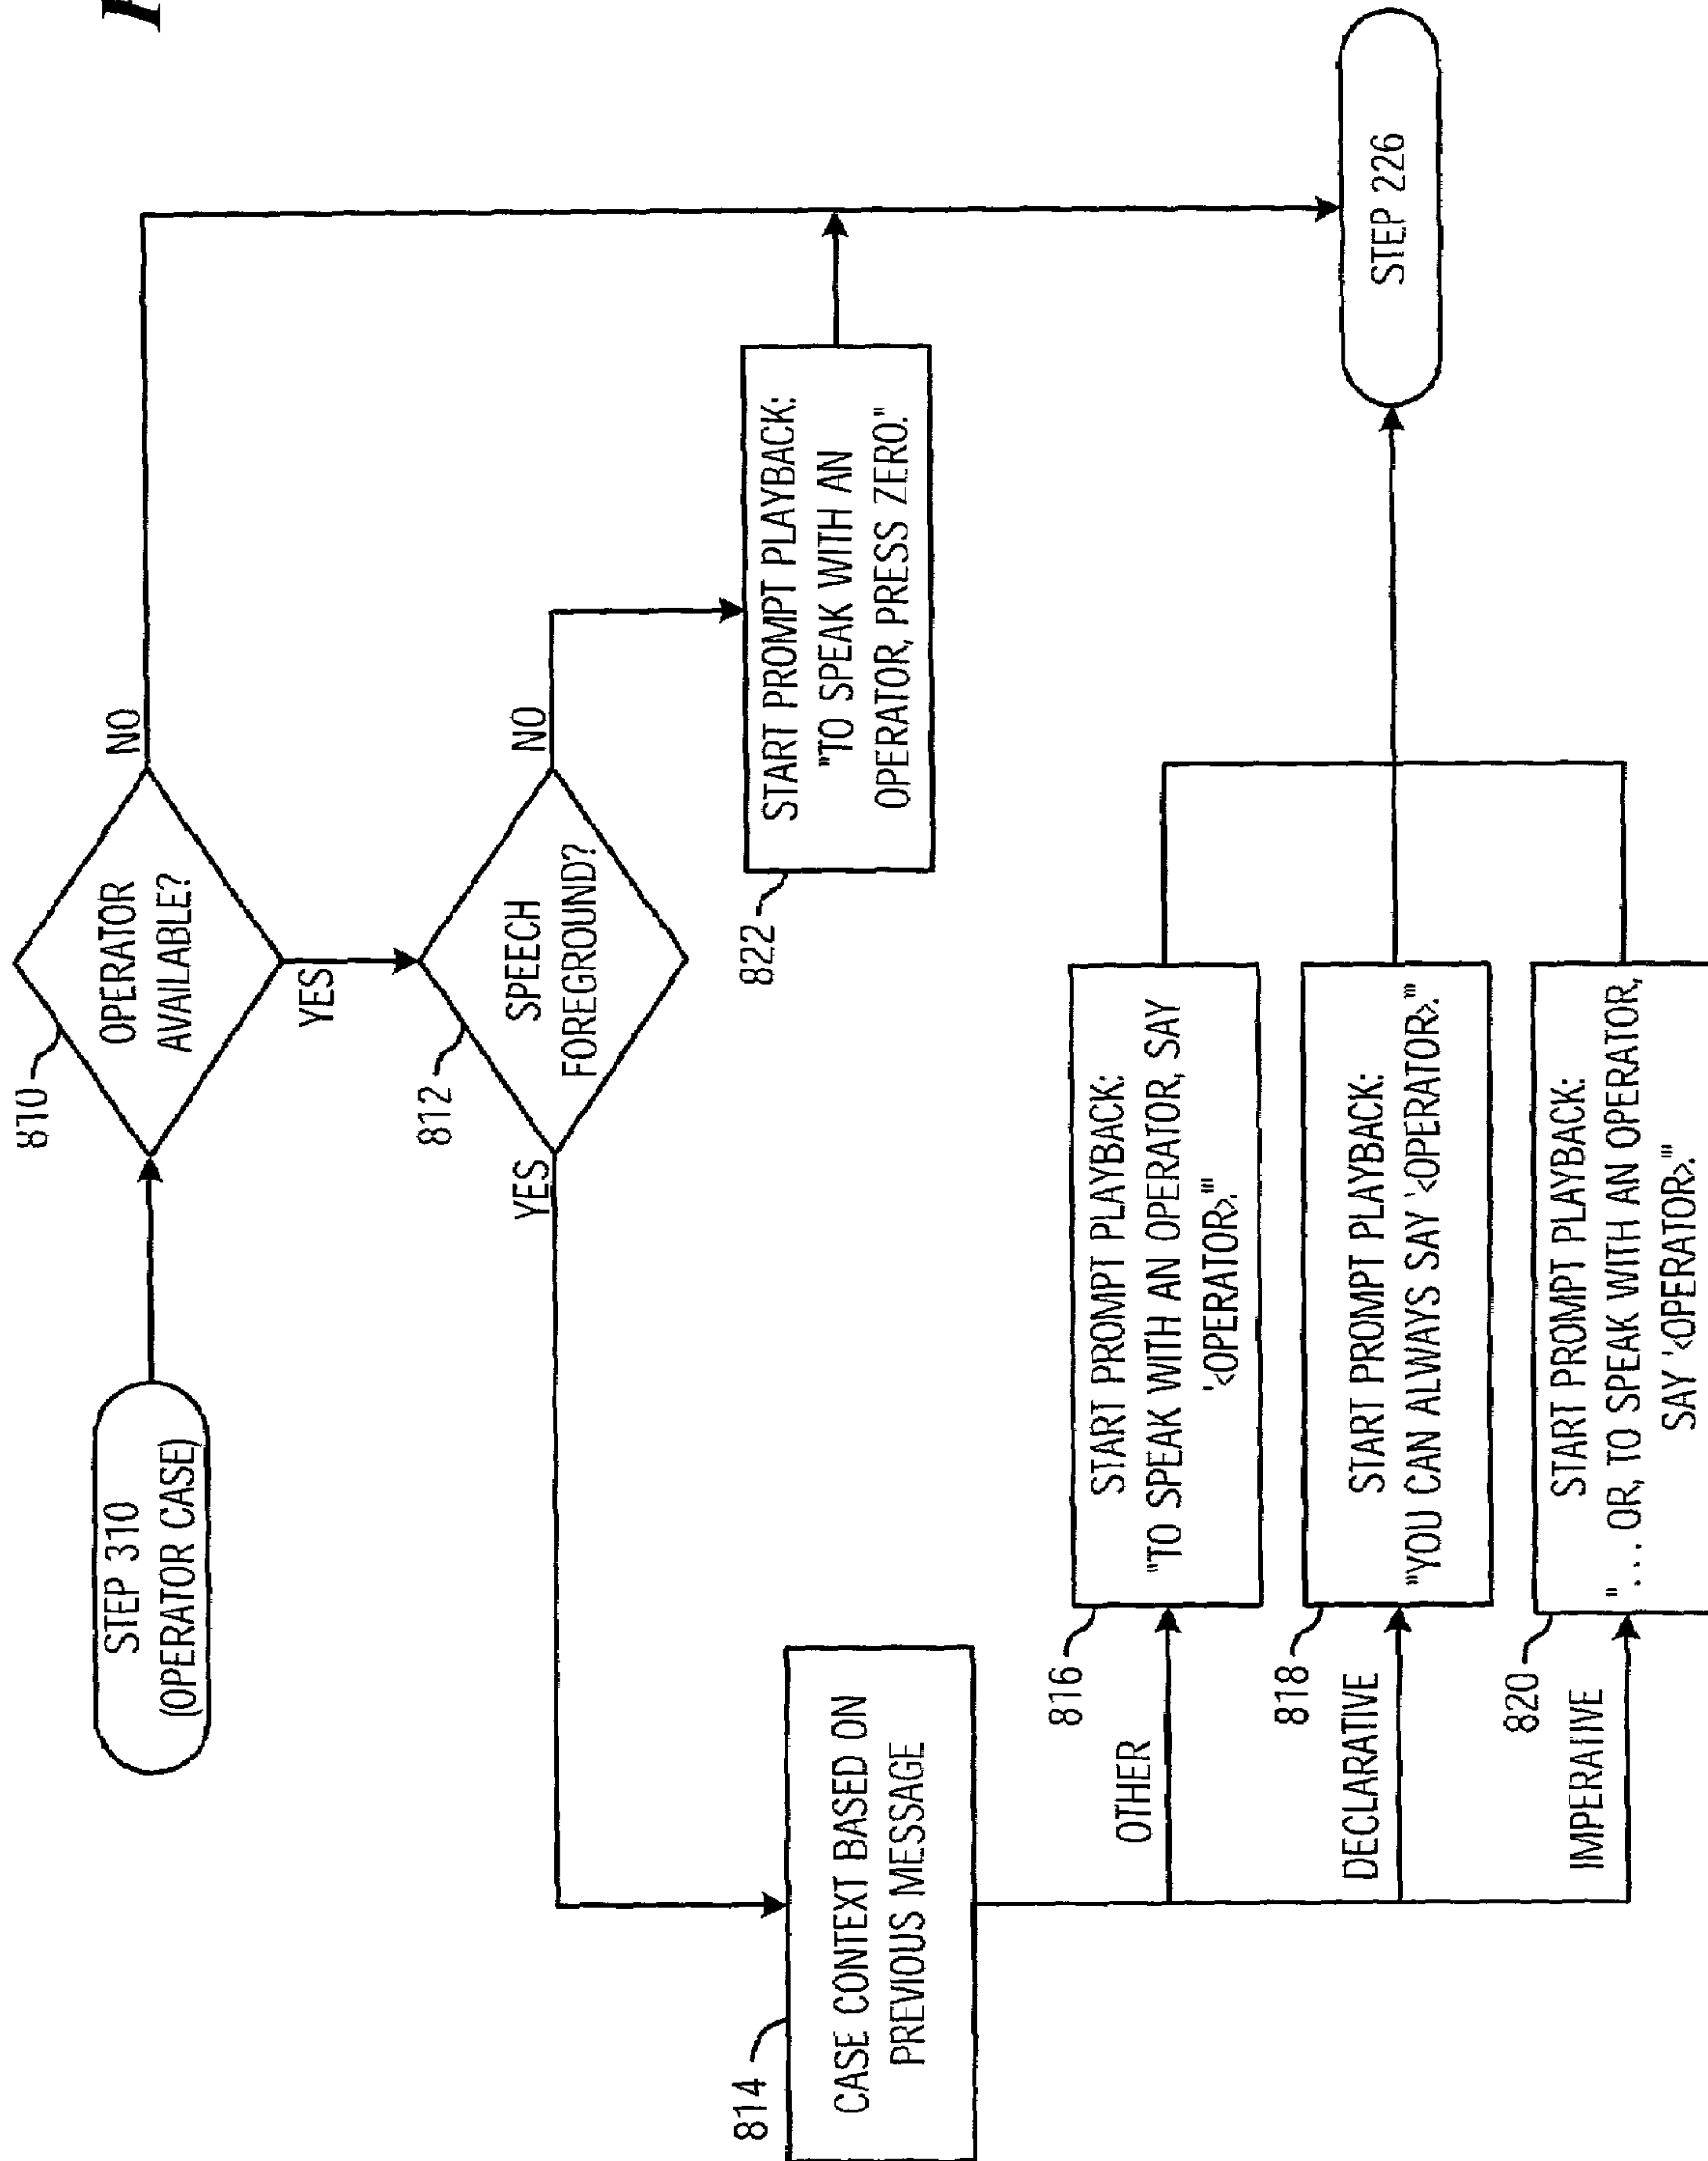 STEP 310
(OPERATOR CASE)
810
OPERATOR
AVAILABLE?
NO
YES
812
SPEECH
FOREGROUND?
NO
YES
822
START PROMPT PLAYBACK:
"TO SPEAK WITH AN
OPERATOR, PRESS ZERO."
814
CASE CONTEXT BASED ON
PREVIOUS MESSAGE
OTHER
816
START PROMPT PLAYBACK:
"TO SPEAK WITH AN OPERATOR, SAY
'<OPERATOR>.'"
DECLARATIVE
818
START PROMPT PLAYBACK:
"YOU CAN ALWAYS SAY '<OPERATOR>.'"
IMPERATIVE
820
START PROMPT PLAYBACK:
"... OR, TO SPEAK WITH AN OPERATOR,
SAY '<OPERATOR>.'"
STEP 226